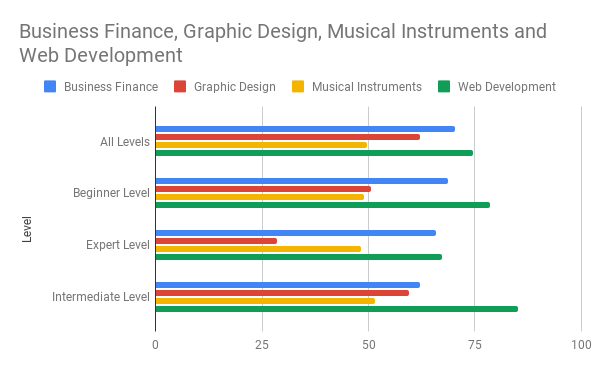 Business Finance, Graphic Design, Musical Instruments and
Web Development
Business Finance Graphic Design Musical Instruments Web Development
All Levels
Beginner Level
Expert Level
Intermediate Level
Level
0 25 50 75 100